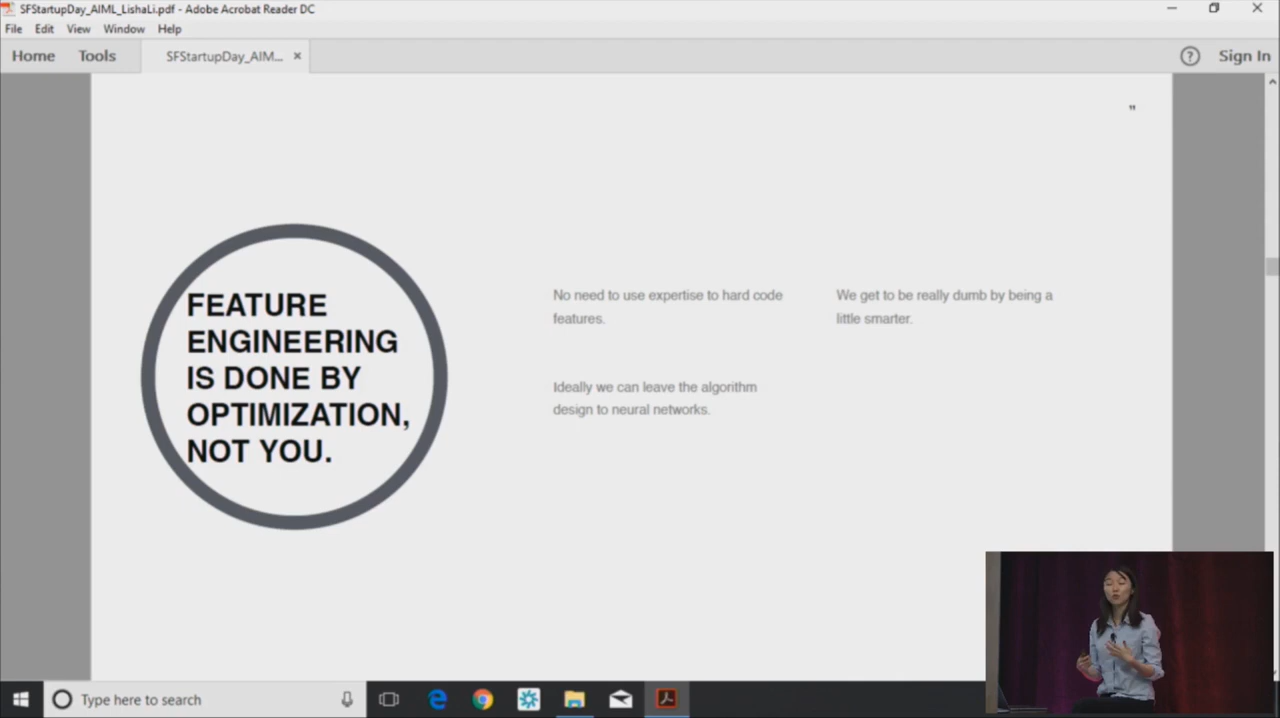 SFStartupDay_AIML_LishaLi.pdf - Adobe Acrobat Reader DC
File Edit View Window Help
Home Tools SFStartupDay_AIM... × ? Sign In
"
FEATURE
ENGINEERING
IS DONE BY
OPTIMIZATION,
NOT YOU.
No need to use expertise to hard code
features.
Ideally we can leave the algorithm
design to neural networks.
We get to be really dumb by being a
little smarter.
Type here to search